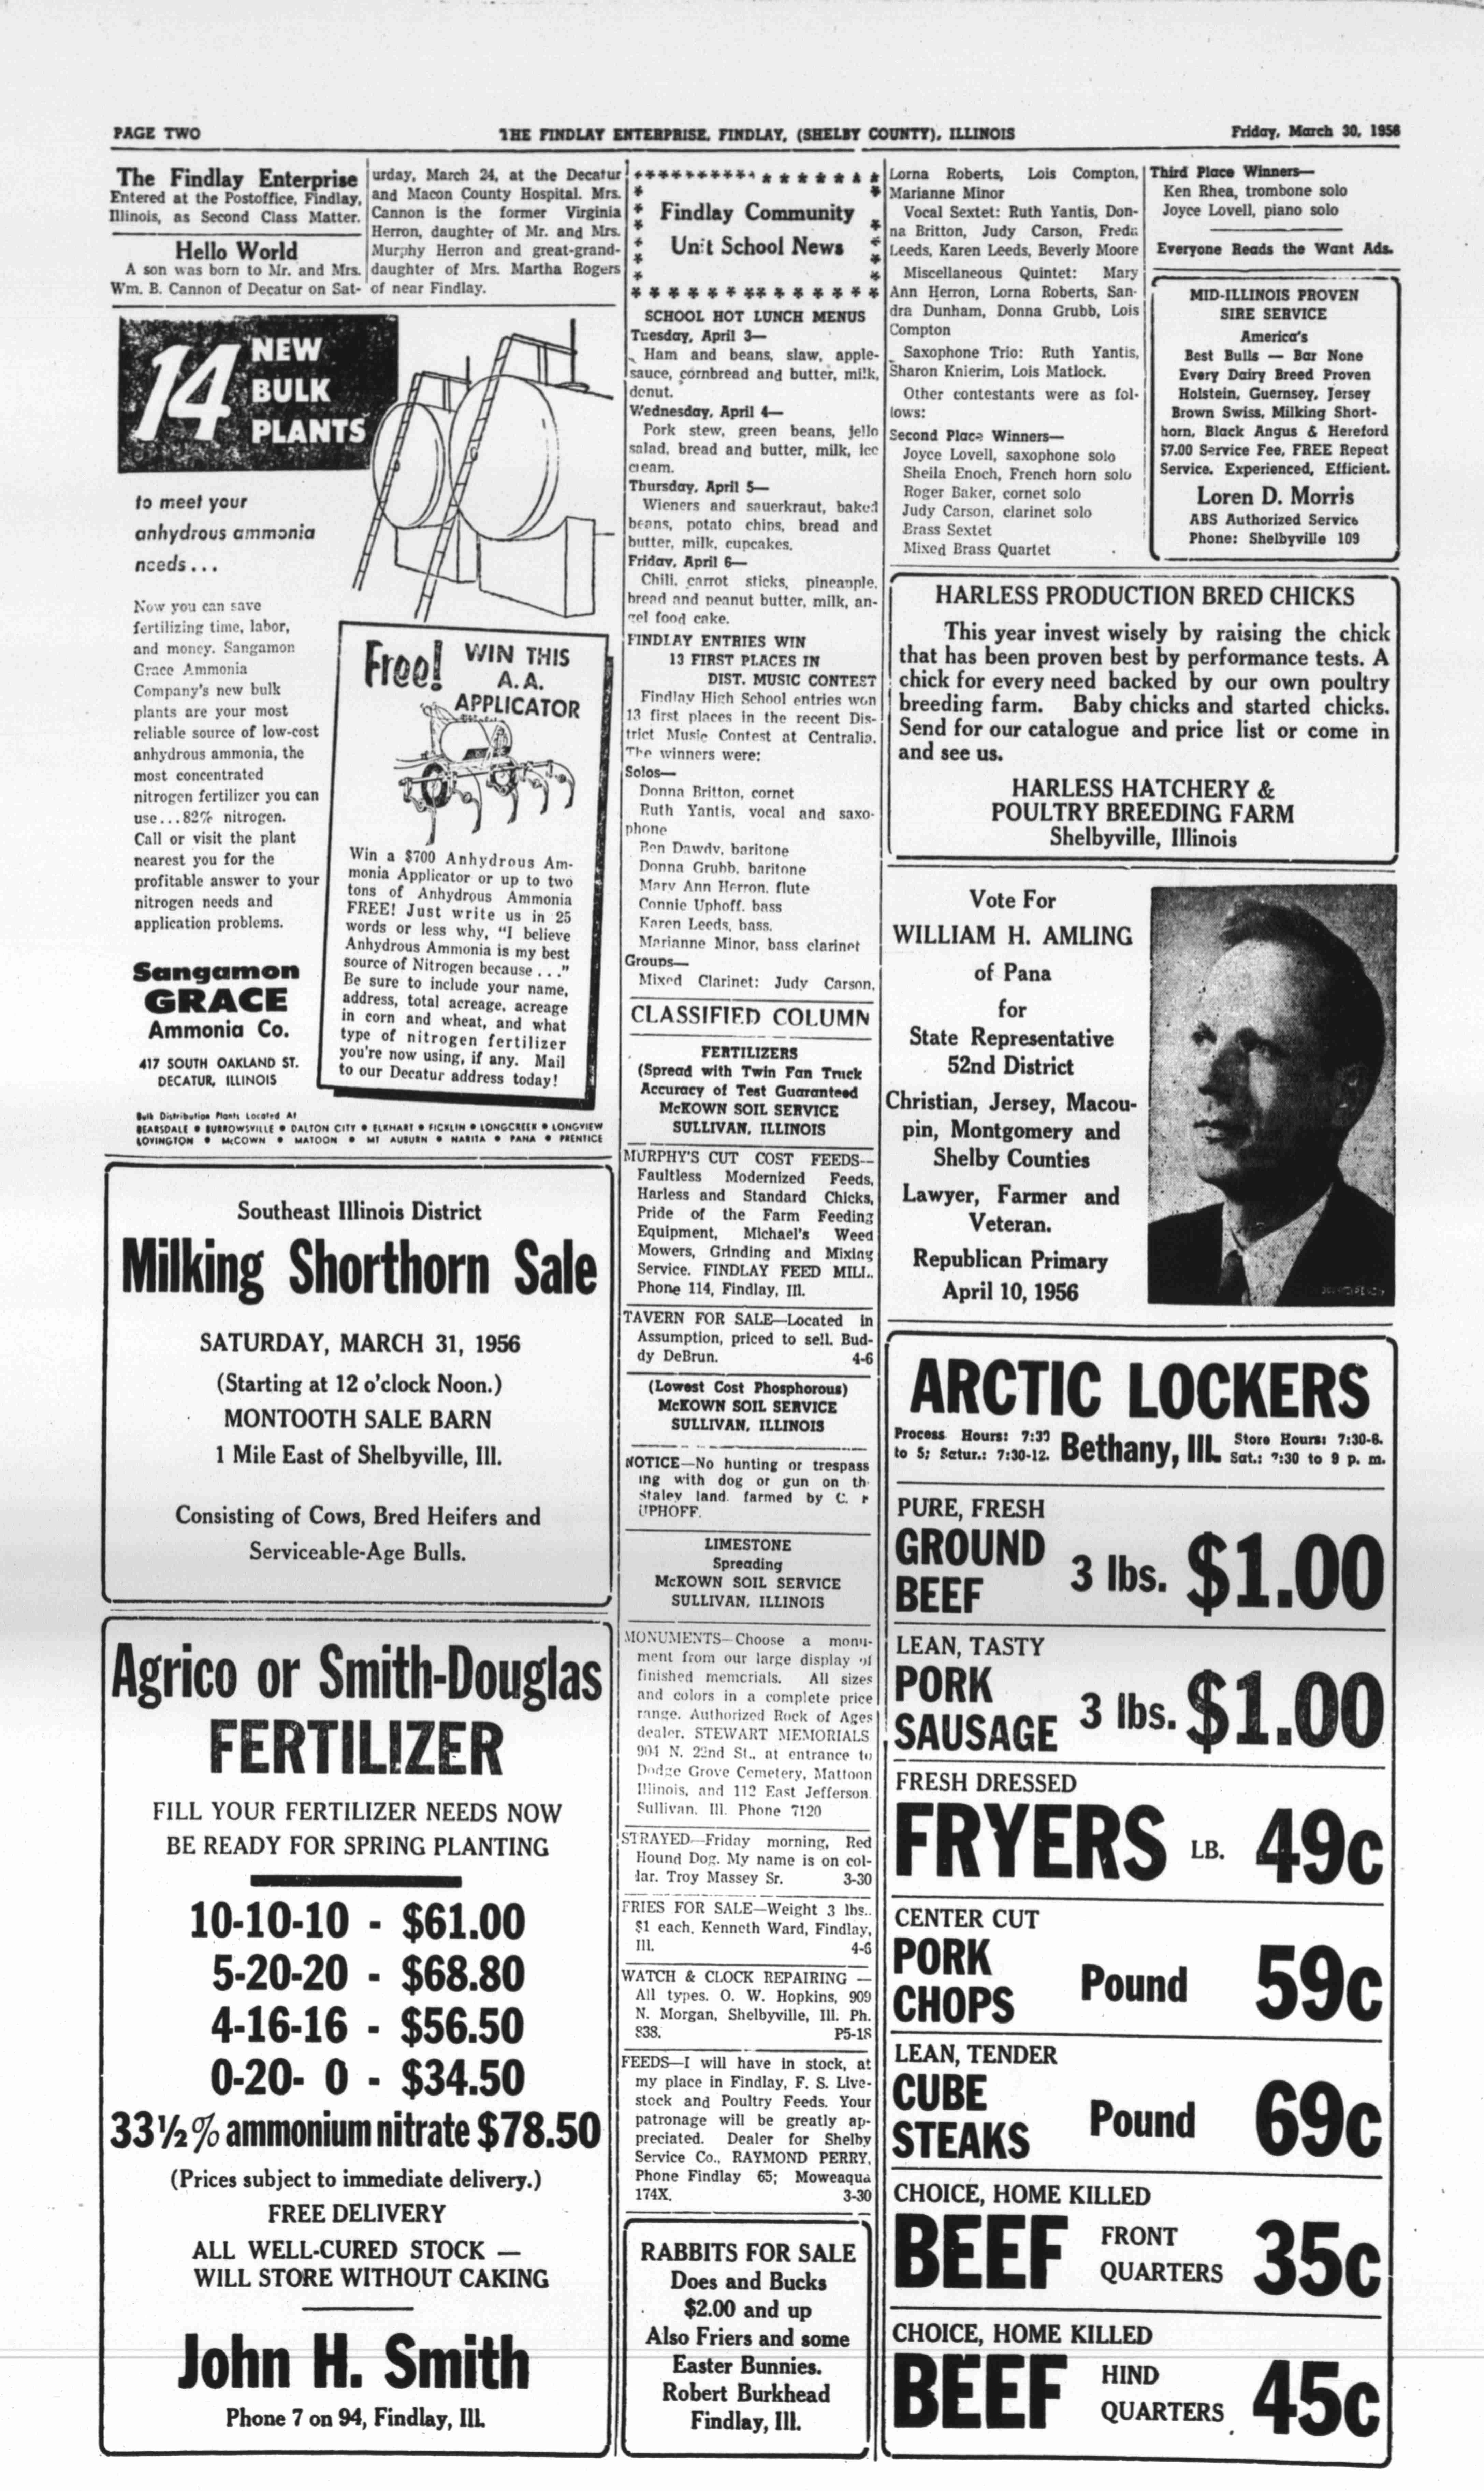 PAGE TWO
THE FINDLAY ENTERPRISE, FINDLAY, (SHELBY COUNTY), ILLINOIS
Friday, March 30, 1956
The Findlay Enterprise
Entered at the Postoffice, Findlay,
Illinois, as Second Class Matter.
Hello World
A son was born to Mr. and Mrs.
Wm. B. Cannon of Decatur on Sat-
urday, March 24, at the Decatur
and Macon County Hospital. Mrs.
Cannon is the former Virginia
Herron, daughter of Mr. and Mrs.
Murphy Herron and great-grand-
daughter of Mrs. Martha Rogers
of near Findlay.
14 NEW
BULK
PLANTS
to meet your
anhydrous ammonia
needs...
Now you can save
fertilizing time, labor,
and money. Sangamon
Grace Ammonia
Company's new bulk
plants are your most
reliable source of low-cost
anhydrous ammonia, the
most concentrated
nitrogen fertilizer you can
use...82% nitrogen.
Call or visit the plant
nearest you for the
profitable answer to your
nitrogen needs and
application problems.
Sangamon
GRACE
Ammonia Co.
417 SOUTH OAKLAND ST.
DECATUR, ILLINOIS
Free! WIN THIS
A.A.
APPLICATOR
Win a $700 Anhydrous Am-
monia Applicator or up to two
tons of Anhydrous Ammonia
FREE! Just write us in 25
words or less why, "I believe
Anhydrous Ammonia is my best
source of Nitrogen because . . ."
Be sure to include your name,
address, total acreage, acreage
in corn and wheat, and what
type of nitrogen fertilizer
you're now using, if any. Mail
to our Decatur address today!
Bulk Distribution Plants Located At
BEARSDALE • BURROWSVILLE • DALTON CITY • ELKHART • FICKLIN • LONGCREEK • LONGVIEW
LOVINGTON • McCOWN • MATOON • MT AUBURN • NARITA • PANA • PRENTICE
Southeast Illinois District
Milking Shorthorn Sale
SATURDAY, MARCH 31, 1956
(Starting at 12 o'clock Noon.)
MONTOOTH SALE BARN
1 Mile East of Shelbyville, Ill.
Consisting of Cows, Bred Heifers and
Serviceable-Age Bulls.
Agrico or Smith-Douglas
FERTILIZER
FILL YOUR FERTILIZER NEEDS NOW
BE READY FOR SPRING PLANTING
10-10-10 - $61.00
5-20-20 - $68.80
4-16-16 - $56.50
0-20- 0 - $34.50
33½% ammonium nitrate $78.50
(Prices subject to immediate delivery.)
FREE DELIVERY
ALL WELL-CURED STOCK —
WILL STORE WITHOUT CAKING
John H. Smith
Phone 7 on 94, Findlay, Ill.
Findlay Community
Unit School News
SCHOOL HOT LUNCH MENUS
Tuesday, April 3—
Ham and beans, slaw, apple-
sauce, cornbread and butter, milk,
donut.
Wednesday, April 4—
Pork stew, green beans, jello
salad, bread and butter, milk, ice
cream.
Thursday, April 5—
Wieners and sauerkraut, baked
beans, potato chips, bread and
butter, milk, cupcakes.
Friday, April 6—
Chili, carrot sticks, pineapple,
bread and peanut butter, milk, an-
gel food cake.
FINDLAY ENTRIES WIN
13 FIRST PLACES IN
DIST. MUSIC CONTEST
Findlay High School entries won
13 first places in the recent Dis-
trict Music Contest at Centralia.
The winners were:
Solos—
Donna Britton, cornet
Ruth Yantis, vocal and saxo-
phone
Ron Dawdy, baritone
Donna Grubb, baritone
Mary Ann Herron, flute
Connie Uphoff, bass
Karen Leeds, bass.
Marianne Minor, bass clarinet
Groups—
Mixed Clarinet: Judy Carson,
CLASSIFIED COLUMN
FERTILIZERS
(Spread with Twin Fan Truck
Accuracy of Test Guaranteed
McKOWN SOIL SERVICE
SULLIVAN, ILLINOIS
MURPHY'S CUT COST FEEDS—
Faultless Modernized Feeds,
Harless and Standard Chicks,
Pride of the Farm Feeding
Equipment, Michael's Weed
Mowers, Grinding and Mixing
Service. FINDLAY FEED MILL.
Phone 114, Findlay, Ill.
TAVERN FOR SALE—Located in
Assumption, priced to sell. Bud-
dy DeBrun. 4-6
(Lowest Cost Phosphorous)
McKOWN SOIL SERVICE
SULLIVAN, ILLINOIS
NOTICE—No hunting or trespass
ing with dog or gun on th
Staley land. farmed by C. r
UPHOFF.
LIMESTONE
Spreading
McKOWN SOIL SERVICE
SULLIVAN, ILLINOIS
MONUMENTS—Choose a monu-
ment from our large display of
finished memorials. All sizes
and colors in a complete price
range. Authorized Rock of Ages
dealer. STEWART MEMORIALS
904 N. 22nd St., at entrance to
Dodge Grove Cemetery, Mattoon
Illinois, and 112 East Jefferson.
Sullivan, Ill. Phone 7120
STRAYED—Friday morning, Red
Hound Dog. My name is on col-
lar. Troy Massey Sr. 3-30
FRIES FOR SALE—Weight 3 lbs..
$1 each, Kenneth Ward, Findlay,
Ill. 4-6
WATCH & CLOCK REPAIRING —
All types. O. W. Hopkins, 909
N. Morgan, Shelbyville, Ill. Ph.
838. P5-18
FEEDS—I will have in stock, at
my place in Findlay, F. S. Live-
stock and Poultry Feeds. Your
patronage will be greatly ap-
preciated. Dealer for Shelby
Service Co., RAYMOND PERRY,
Phone Findlay 65; Moweaqua
174X. 3-30
RABBITS FOR SALE
Does and Bucks
$2.00 and up
Also Friers and some
Easter Bunnies.
Robert Burkhead
Findlay, Ill.
Lorna Roberts, Lois Compton,
Marianne Minor
Vocal Sextet: Ruth Yantis, Don-
na Britton, Judy Carson, Freda
Leeds, Karen Leeds, Beverly Moore
Miscellaneous Quintet: Mary
Ann Herron, Lorna Roberts, San-
dra Dunham, Donna Grubb, Lois
Compton
Saxophone Trio: Ruth Yantis,
Sharon Knierim, Lois Matlock.
Other contestants were as fol-
lows:
Second Place Winners—
Joyce Lovell, saxophone solo
Sheila Enoch, French horn solo
Roger Baker, cornet solo
Judy Carson, clarinet solo
Brass Sextet
Mixed Brass Quartet
Third Place Winners—
Ken Rhea, trombone solo
Joyce Lovell, piano solo
Everyone Reads the Want Ads.
MID-ILLINOIS PROVEN
SIRE SERVICE
America's
Best Bulls — Bar None
Every Dairy Breed Proven
Holstein, Guernsey, Jersey
Brown Swiss, Milking Short-
horn, Black Angus & Hereford
$7.00 Service Fee, FREE Repeat
Service. Experienced, Efficient.
Loren D. Morris
ABS Authorized Service
Phone: Shelbyville 109
HARLESS PRODUCTION BRED CHICKS
This year invest wisely by raising the chick
that has been proven best by performance tests. A
chick for every need backed by our own poultry
breeding farm. Baby chicks and started chicks.
Send for our catalogue and price list or come in
and see us.
HARLESS HATCHERY &
POULTRY BREEDING FARM
Shelbyville, Illinois
Vote For
WILLIAM H. AMLING
of Pana
for
State Representative
52nd District
Christian, Jersey, Macou-
pin, Montgomery and
Shelby Counties
Lawyer, Farmer and
Veteran.
Republican Primary
April 10, 1956
ARCTIC LOCKERS
Process Hours: 7:30
to 5; Satur.: 7:30-12.
Bethany, Ill.
Store Hours: 7:30-6.
Sat.: 7:30 to 9 p. m.
PURE, FRESH
GROUND
BEEF
3 lbs. $1.00
LEAN, TASTY
PORK
SAUSAGE
3 lbs. $1.00
FRESH DRESSED
FRYERS LB. 49c
CENTER CUT
PORK
CHOPS
Pound 59c
LEAN, TENDER
CUBE
STEAKS
Pound 69c
CHOICE, HOME KILLED
BEEF FRONT
QUARTERS 35c
CHOICE, HOME KILLED
BEEF HIND
QUARTERS 45c